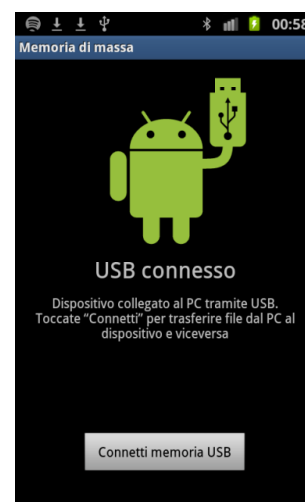 00:58
Memoria di massa
USB connesso
Dispositivo collegato al PC tramite USB.
Toccate "Connetti" per trasferire file dal PC al
dispositivo e viceversa
Connetti memoria USB